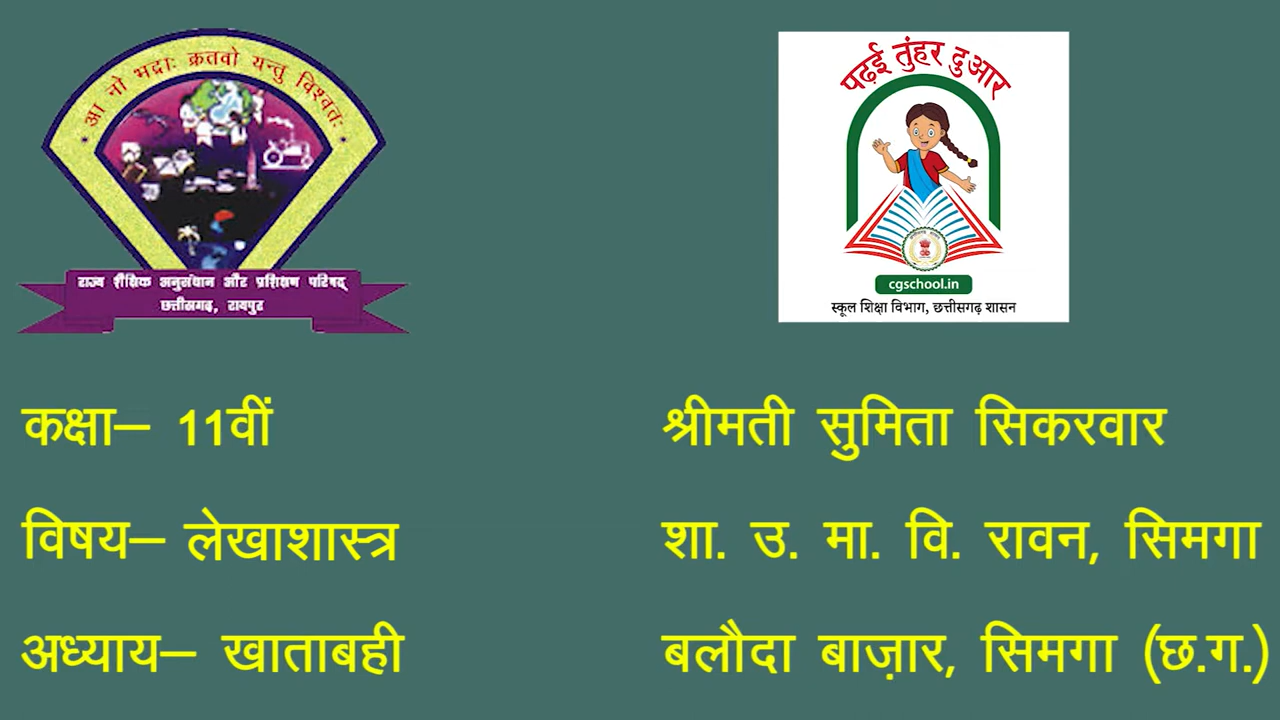 आ नो भद्राः क्रतवो यन्तु विश्वतः
राज्य शैक्षिक अनुसंधान और प्रशिक्षण परिषद्
छत्तीसगढ़, रायपुर
पढ़ई तुंहर दुआर
cgschool.in
स्कूल शिक्षा विभाग, छत्तीसगढ़ शासन
कक्षा– 11वीं
विषय– लेखाशास्त्र
अध्याय– खाताबही
श्रीमती सुमिता सिकरवार
शा. उ. मा. वि. रावन, सिमगा
बलौदा बाज़ार, सिमगा (छ.ग.)